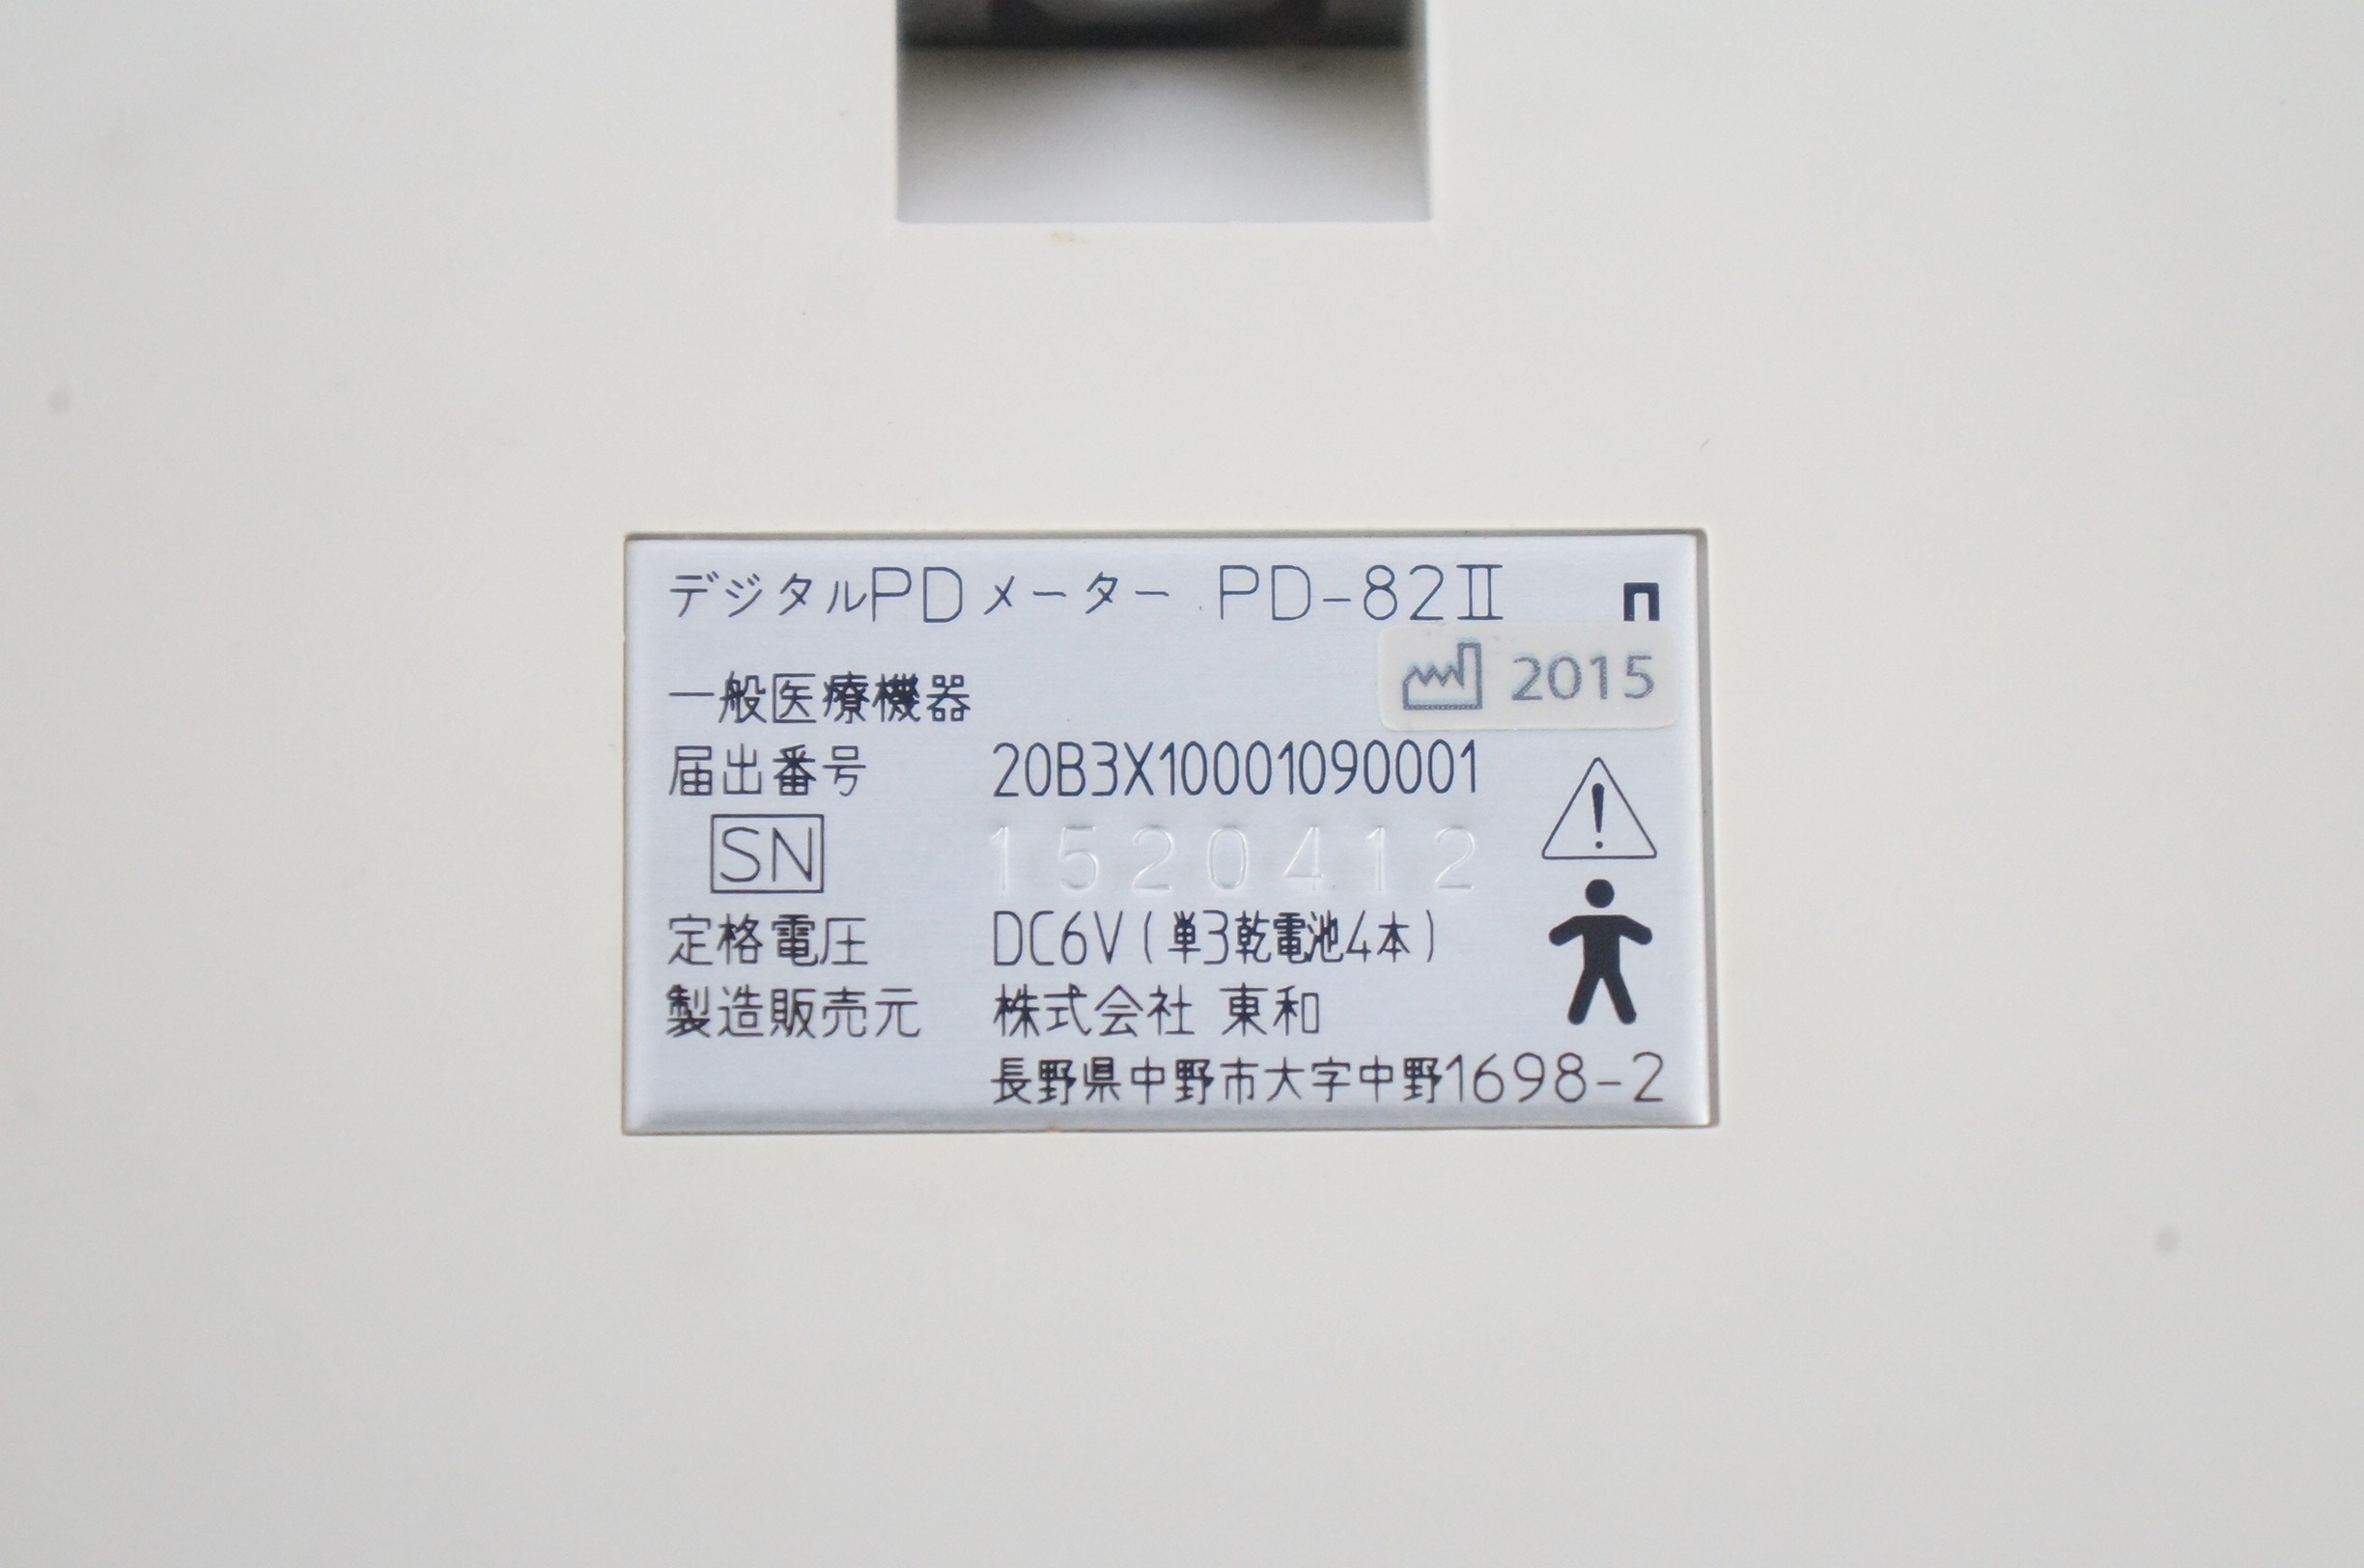 デジタルPDメーター PD-82Ⅱ
2015
一般医療機器
届出番号 20B3X10001090001
SN 1520412
定格電圧 DC6V(単3乾電池4本)
製造販売元 株式会社 東和
長野県中野市大字中野1698-2